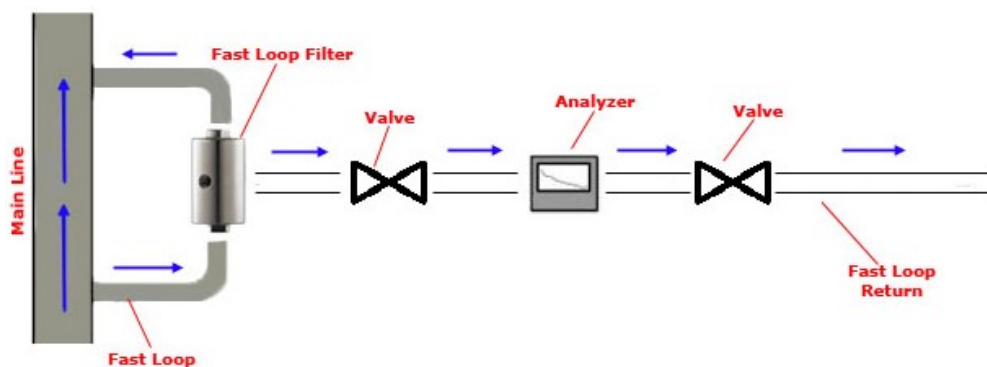 Fast Loop Filter
Valve
Analyzer
Valve
Main Line
Fast Loop
Return
Fast Loop